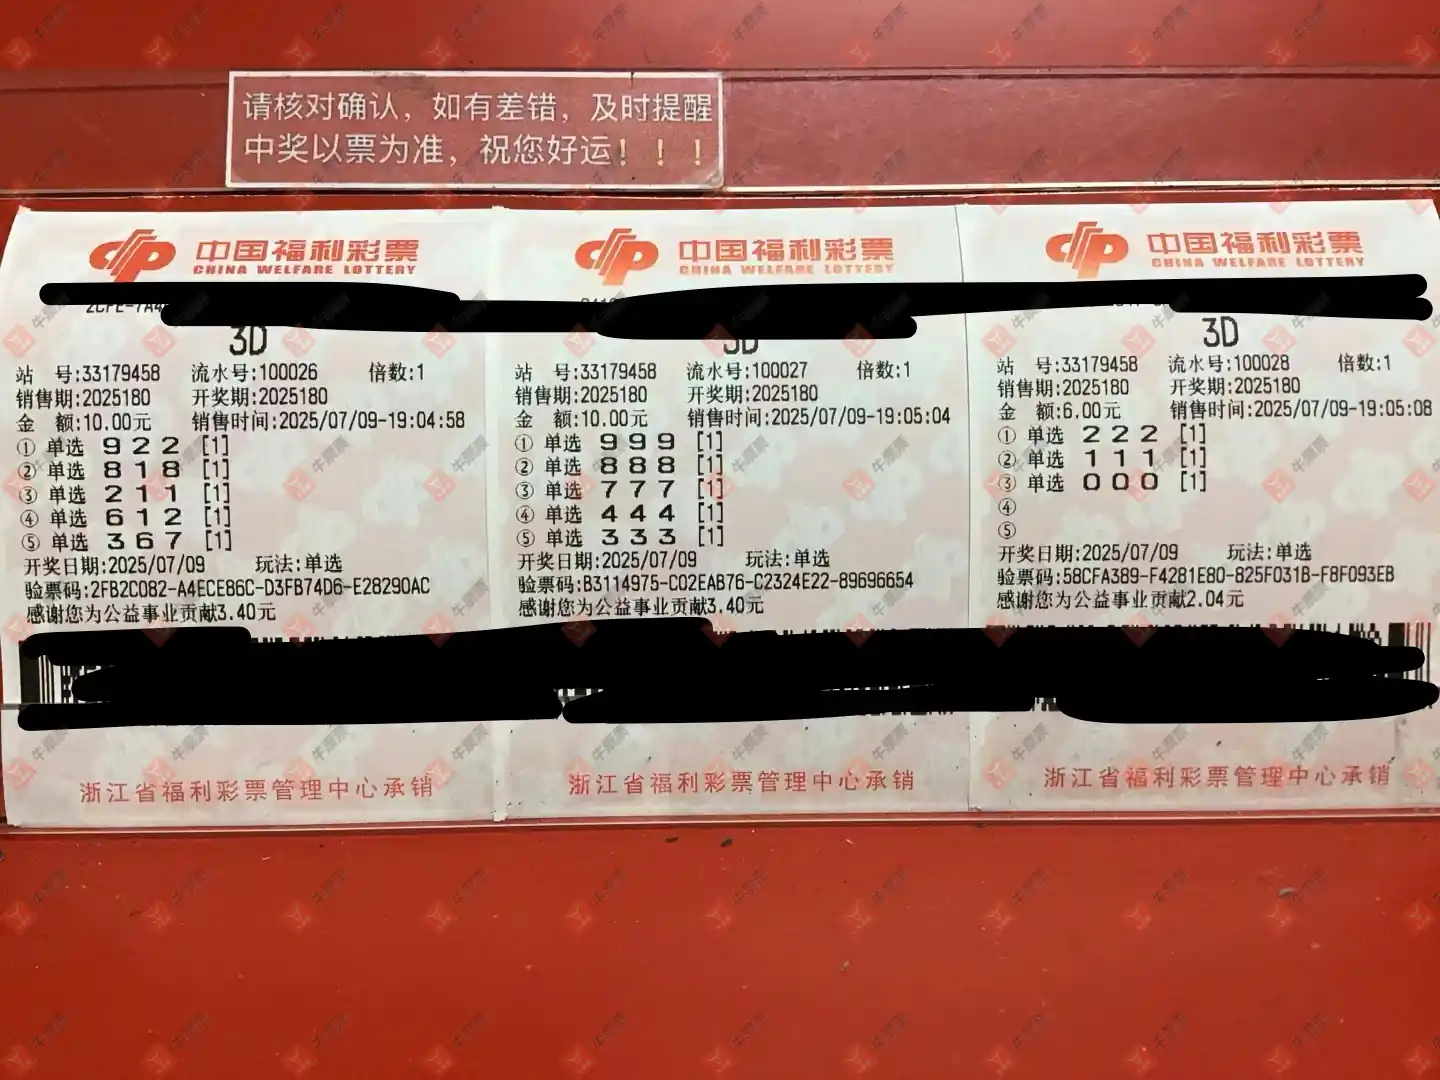 请核对确认，如有差错，及时提醒
中奖以票为准，祝您好运！！！
中国福利彩票
CHINA WELFARE LOTTERY
3D
站 号:33179458 流水号:100026 倍数:1
销售期:2025180 开奖期:2025180
金 额:10.00元 销售时间:2025/07/09-19:04:58
① 单选 9 2 2 [1]
② 单选 8 1 8 [1]
③ 单选 2 1 1 [1]
④ 单选 6 1 2 [1]
⑤ 单选 3 6 7 [1]
开奖日期:2025/07/09 玩法:单选
验票码:2FB2C082-A4ECE86C-D3FB74D6-E28290AC
感谢您为公益事业贡献3.40元
浙江省福利彩票管理中心承销
中国福利彩票
CHINA WELFARE LOTTERY
3D
站 号:33179458 流水号:100027 倍数:1
销售期:2025180 开奖期:2025180
金 额:10.00元 销售时间:2025/07/09-19:05:04
① 单选 9 9 9 [1]
② 单选 8 8 8 [1]
③ 单选 7 7 7 [1]
④ 单选 4 4 4 [1]
⑤ 单选 3 3 3 [1]
开奖日期:2025/07/09 玩法:单选
验票码:B3114975-C02EAB76-C2324E22-89696654
感谢您为公益事业贡献3.40元
浙江省福利彩票管理中心承销
中国福利彩票
CHINA WELFARE LOTTERY
3D
站 号:33179458 流水号:100028 倍数:1
销售期:2025180 开奖期:2025180
金 额:6.00元 销售时间:2025/07/09-19:05:08
① 单选 2 2 2 [1]
② 单选 1 1 1 [1]
③ 单选 0 0 0 [1]
④
⑤
开奖日期:2025/07/09 玩法:单选
验票码:58CFA389-F4281E80-825F031B-F8F093EB
感谢您为公益事业贡献2.04元
浙江省福利彩票管理中心承销